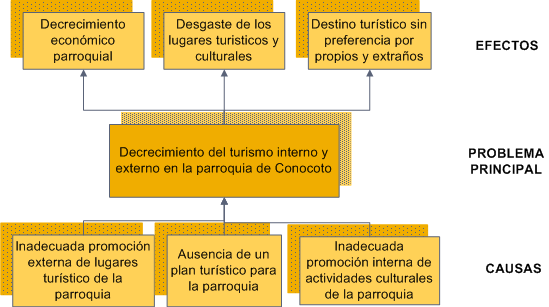 Decrecimiento
económico
parroquial
Desgaste de los
lugares turisticos y
culturales
Destino turístico sin
preferencia por
propios y extraños
EFECTOS
Decrecimiento del turismo interno y
externo en la parroquia de Conocoto
PROBLEMA
PRINCIPAL
Inadecuada promoción
externa de lugares
turístico de la
parroquia
Ausencia de un
plan turístico para
la parroquia
Inadecuada
promoción interna de
actividades culturales
de la parroquia
CAUSAS